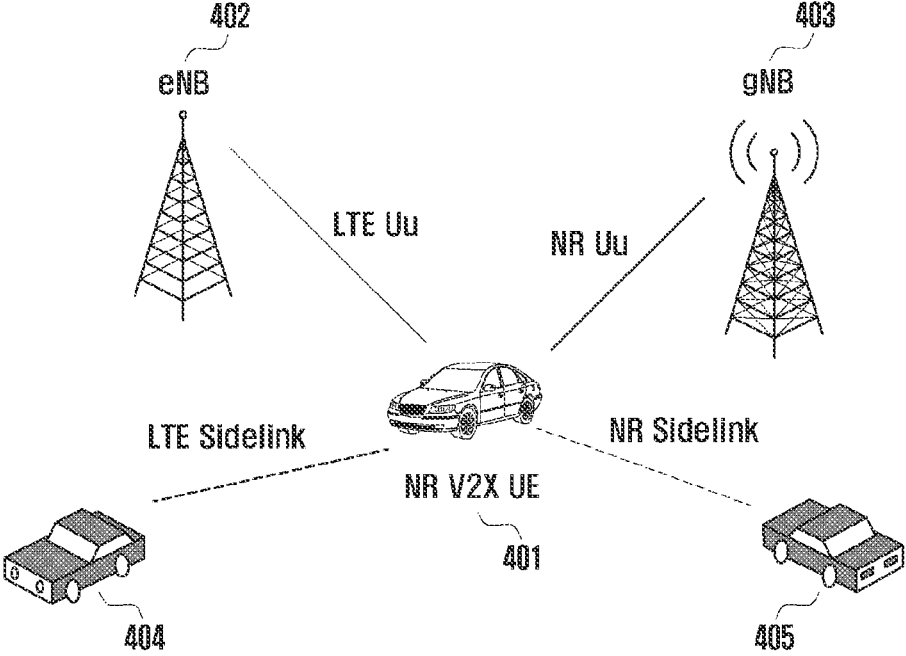 402
403
eNB
gNB
LTE Uu
NR Uu
LTE Sidelink
NR Sidelink
NR V2X UE
401
404
405